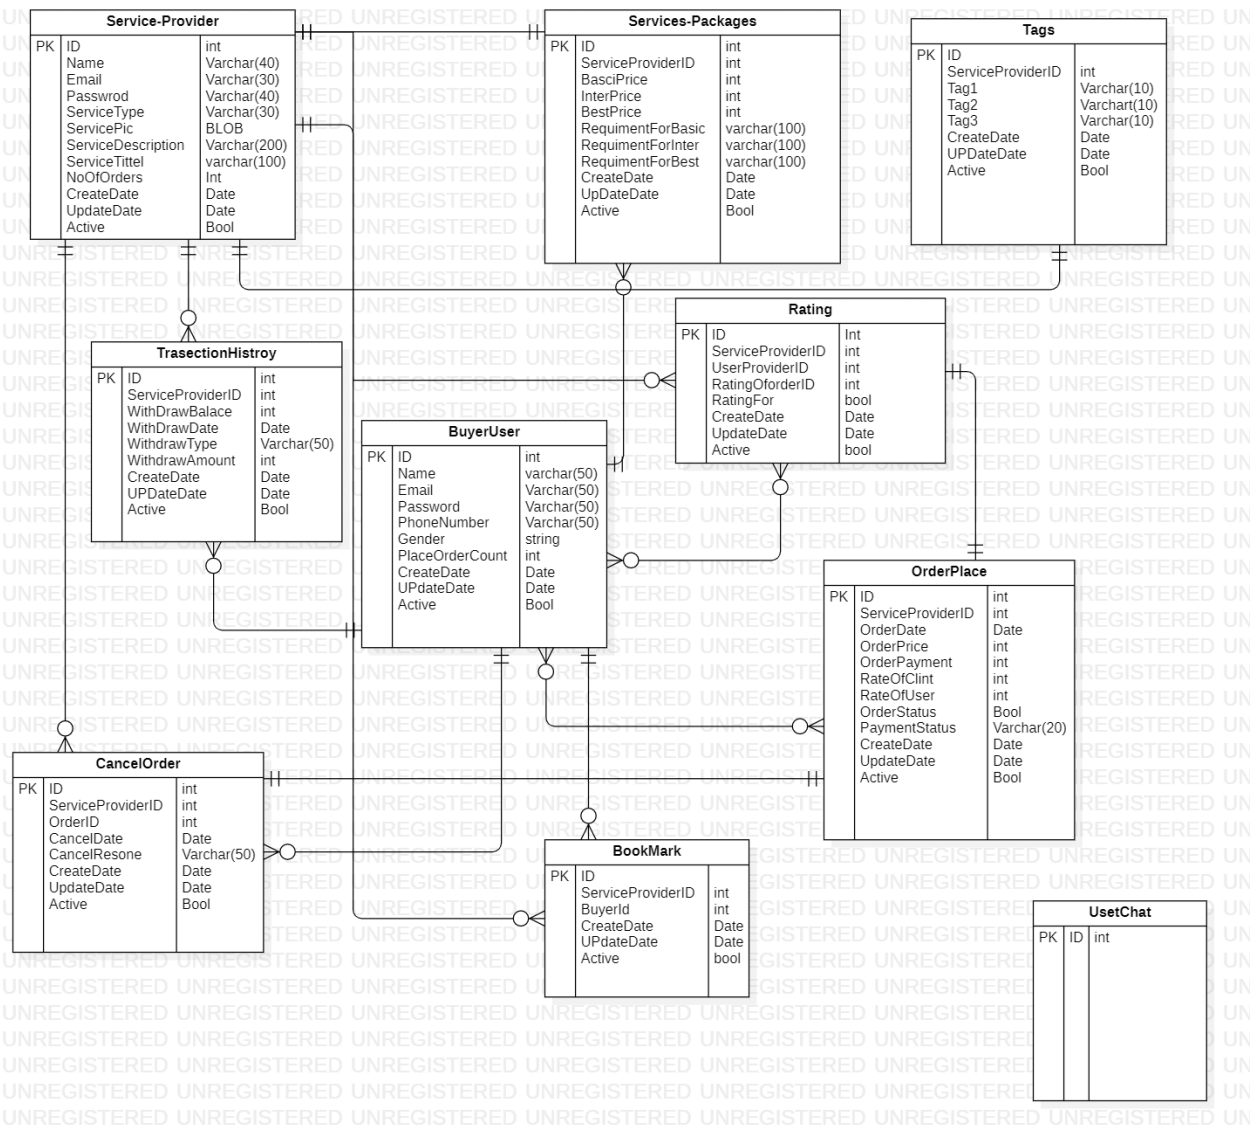 Service-Provider
PK ID int
Name Varchar(40)
Email Varchar(30)
Passwrod Varchar(40)
ServiceType Varchar(30)
ServicePic BLOB
ServiceDescription Varchar(200)
ServiceTittel varchar(100)
NoOfOrders Int
CreateDate Date
UpdateDate Date
Active Bool
Services-Packages
PK ID int
ServiceProviderID int
BasciPrice int
InterPrice int
BestPrice int
RequimentForBasic varchar(100)
RequimentForInter varchar(100)
RequimentForBest varchar(100)
CreateDate Date
UpDateDate Date
Active Bool
Tags
PK ID
ServiceProviderID int
Tag1 Varchar(10)
Tag2 Varchart(10)
Tag3 Varchar(10)
CreateDate Date
UPDateDate Date
Active Bool
TrasectionHistroy
PK ID int
ServiceProviderID int
WithDrawBalace int
WithDrawDate Date
WithdrawType Varchar(50)
WithdrawAmount int
CreateDate Date
UPDateDate Date
Active Bool
Rating
PK ID Int
ServiceProviderID int
UserProviderID int
RatingOforderID int
RatingFor bool
CreateDate Date
UpdateDate Date
Active bool
BuyerUser
PK ID int
Name varchar(50)
Email Varchar(50)
Password Varchar(50)
PhoneNumber Varchar(50)
Gender string
PlaceOrderCount int
CreateDate Date
UPdateDate Date
Active Bool
OrderPlace
PK ID int
ServiceProviderID int
OrderDate Date
OrderPrice int
OrderPayment int
RateOfClint int
RateOfUser int
OrderStatus Bool
PaymentStatus Varchar(20)
CreateDate Date
UpdateDate Date
Active Bool
CancelOrder
PK ID int
ServiceProviderID int
OrderID int
CancelDate Date
CancelResone Varchar(50)
CreateDate Date
UpdateDate Date
Active Bool
BookMark
PK ID
ServiceProviderID int
BuyerId int
CreateDate Date
UPdateDate Date
Active bool
UsetChat
PK ID int
UNREGISTERED